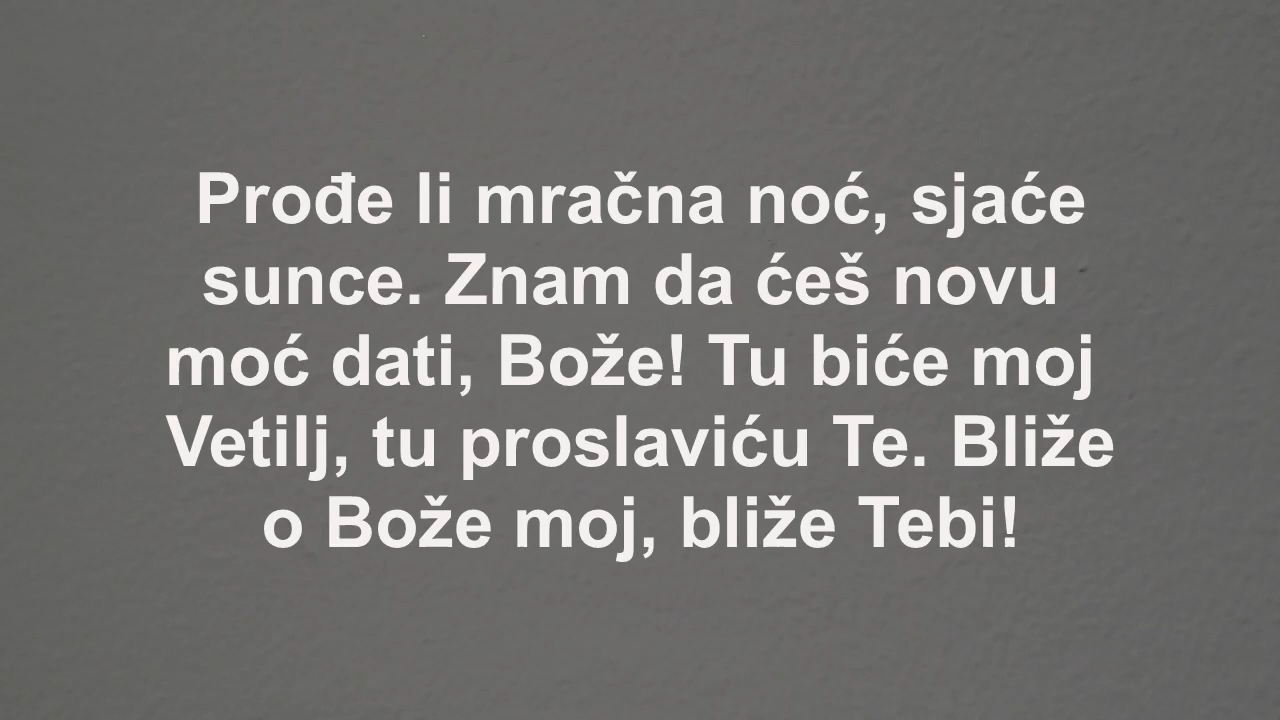 Prođe li mračna noć, sjaće
sunce. Znam da ćeš novu
moć dati, Bože! Tu biće moj
Vetilj, tu proslaviću Te. Bliže
o Bože moj, bliže Tebi!